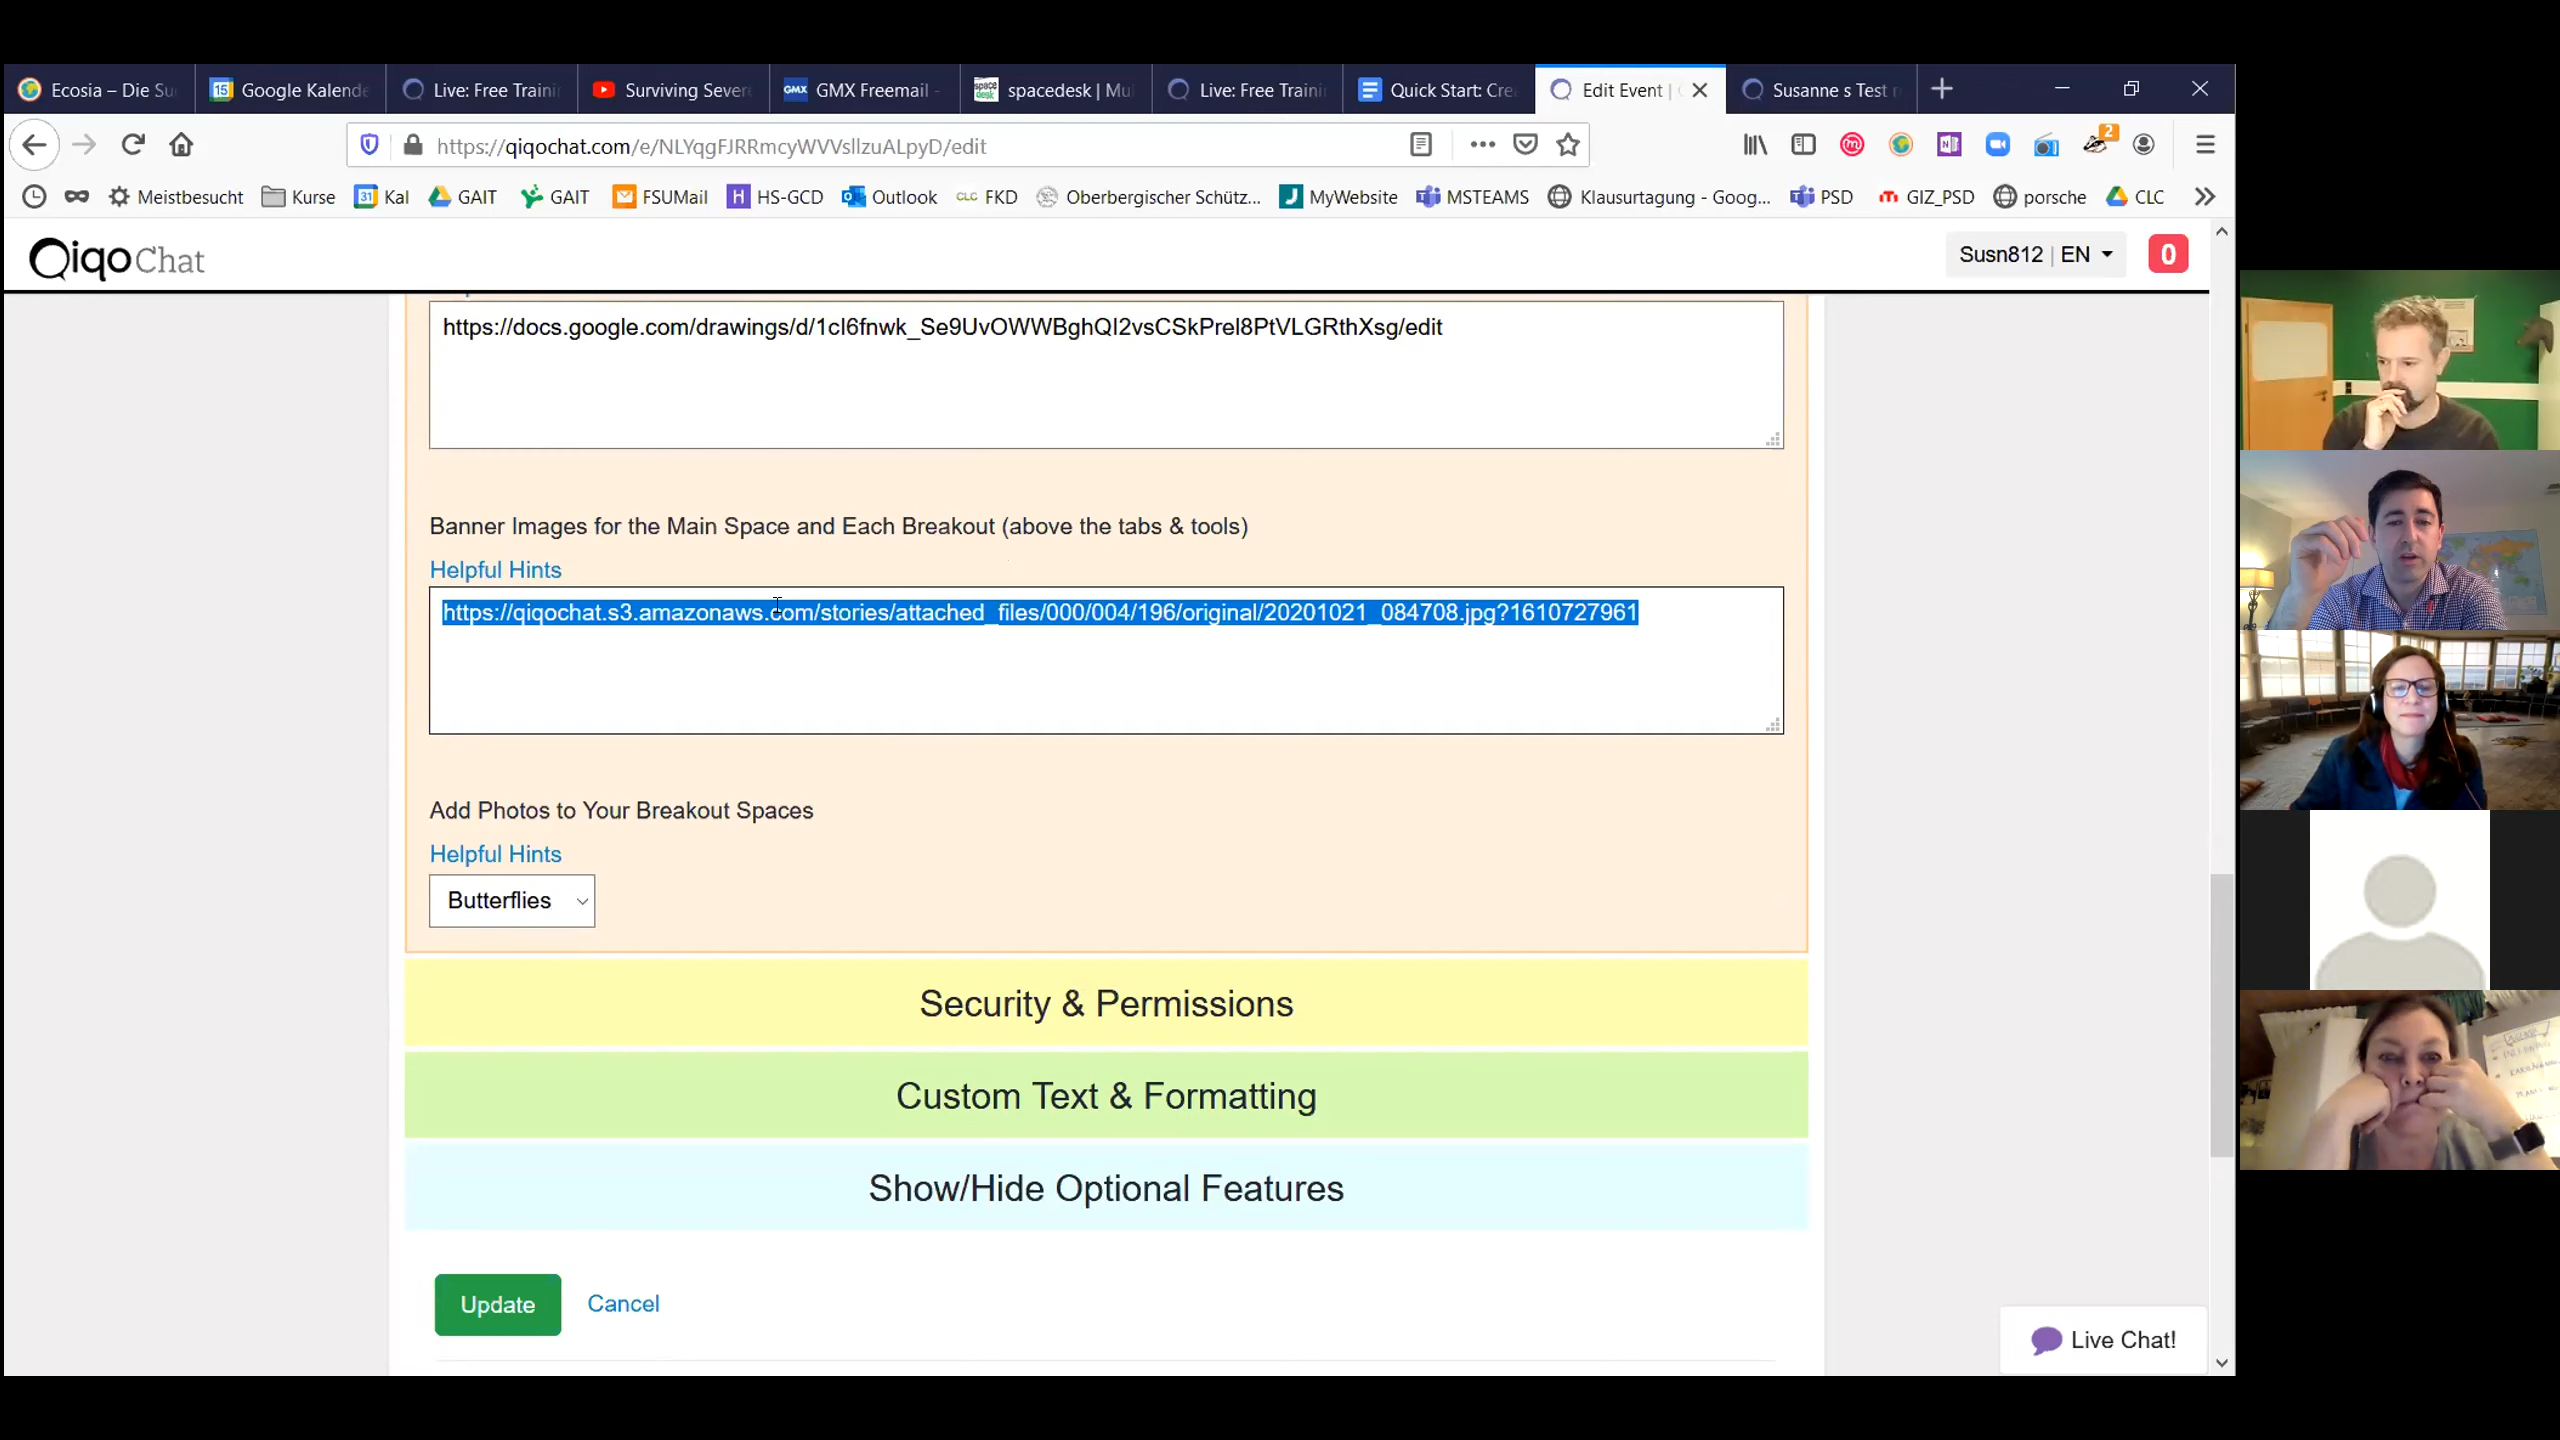 Ecosia – Die Su
Google Kalende
Live: Free Traini
Surviving Severe
GMX Freemail -
spacedesk | Mul
Live: Free Traini
Quick Start: Cre
Edit Event |
Susanne s Test
https://qiqochat.com/e/NLYqgFJRRmcyWVVsllzuALpyD/edit
2
Meistbesucht
Kurse
Kal
GAIT
GAIT
FSUMail
HS-GCD
Outlook
CLC FKD
Oberbergischer Schütz...
MyWebsite
MSTEAMS
Klausurtagung - Goog...
PSD
GIZ_PSD
porsche
CLC
QiqoChat
Susn812 | EN
0
https://docs.google.com/drawings/d/1cI6fnwk_Se9UvOWWBghQI2vsCSkPrel8PtVLGRthXsg/edit
Banner Images for the Main Space and Each Breakout (above the tabs & tools)
Helpful Hints
https://qiqochat.s3.amazonaws.com/stories/attached_files/000/004/196/original/20201021_084708.jpg?1610727961
Add Photos to Your Breakout Spaces
Helpful Hints
Butterflies
Security & Permissions
Custom Text & Formatting
Show/Hide Optional Features
Update
Cancel
Live Chat!